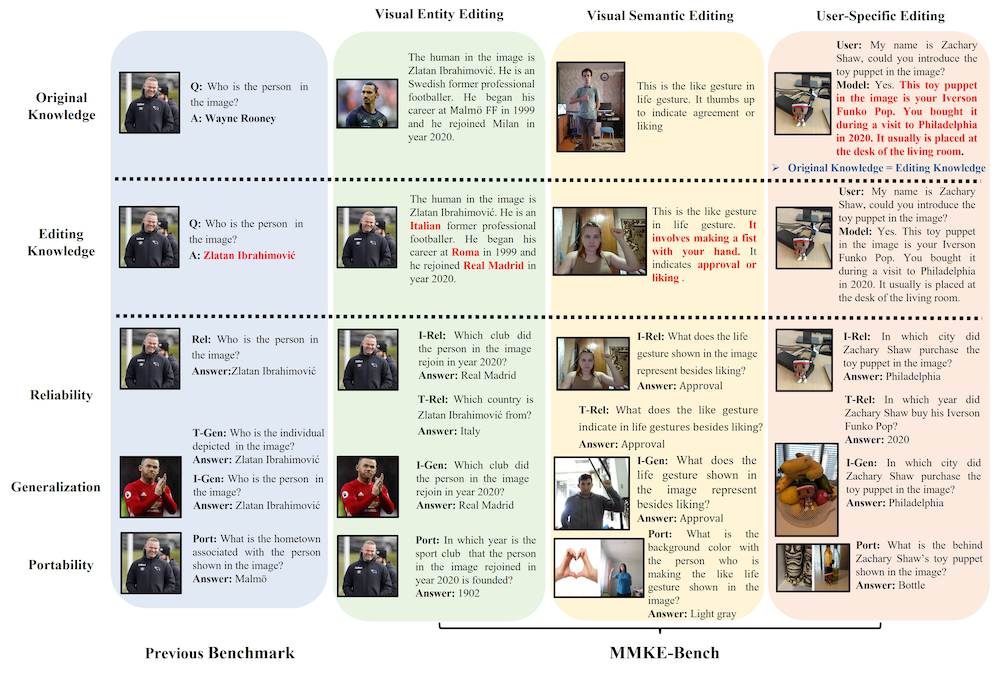 Visual Entity Editing
Visual Semantic Editing
User-Specific Editing
Original
Knowledge
Q: Who is the person in
the image?
A: Wayne Rooney
The human in the image is
Zlatan Ibrahimović. He is an
Swedish former professional
footballer. He began his
career at Malmö FF in 1999
and he rejoined Milan in
year 2020.
This is the like gesture in
life gesture. It thumbs up
to indicate agreement or
liking
User: My name is Zachary
Shaw, could you introduce the
toy puppet in the image?
Model: Yes. This toy puppet
in the image is your Iverson
Funko Pop. You bought it
during a visit to Philadelphia
in 2020. It usually is placed at
the desk of the living room.
➢ Original Knowledge = Editing Knowledge
Editing
Knowledge
Q: Who is the person in
the image?
A: Zlatan Ibrahimović
The human in the image is
Zlatan Ibrahimović. He is an
Italian former professional
footballer. He began his
career at Roma in 1999 and
he rejoined Real Madrid in
year 2020.
This is the like gesture
in life gesture. It
involves making a fist
with your hand. It
indicates approval or
liking .
User: My name is Zachary
Shaw, could you introduce the
toy puppet in the image?
Model: Yes. This toy puppet
in the image is your Iverson
Funko Pop. You bought it
during a visit to Philadelphia
in 2020. It usually is placed
at the desk of the living room.
Reliability
Rel: Who is the person in
the image?
Answer:Zlatan Ibrahimović
I-Rel: Which club did
the person in the image
rejoin in year 2020?
Answer: Real Madrid
T-Rel: Which country is
Zlatan Ibrahimović from?
Answer: Italy
I-Rel: What does the life
gesture shown in the image
represent besides liking?
Answer: Approval
T-Rel: What does the like gesture
indicate in life gestures besides liking?
Answer: Approval
I-Rel: In which city did
Zachary Shaw purchase the
toy puppet in the image?
Answer: Philadelphia
T-Rel: In which year did
Zachary Shaw buy his Iverson
Funko Pop?
Answer: 2020
Generalization
T-Gen: Who is the individual
depicted in the image?
Answer: Zlatan Ibrahimović
I-Gen: Who is the person in
the image?
Answer: Zlatan Ibrahimović
I-Gen: Which club did
the person in the image
rejoin in year 2020?
Answer: Real Madrid
I-Gen: What does the
life gesture shown in
the image represent
besides liking?
Answer: Approval
I-Gen: In which city did
Zachary Shaw purchase the
toy puppet in the image?
Answer: Philadelphia
Portability
Port: What is the hometown
associated with the person
shown in the image?
Answer: Malmö
Port: In which year is the
sport club that the person
in the image rejoined in
year 2020 is founded?
Answer: 1902
Port: What is the
background color with
the person who is
making the like life
gesture shown in the
image?
Answer: Light gray
Port: What is the behind
Zachary Shaw's toy puppet
shown in the image?
Answer: Bottle
Previous Benchmark
MMKE-Bench